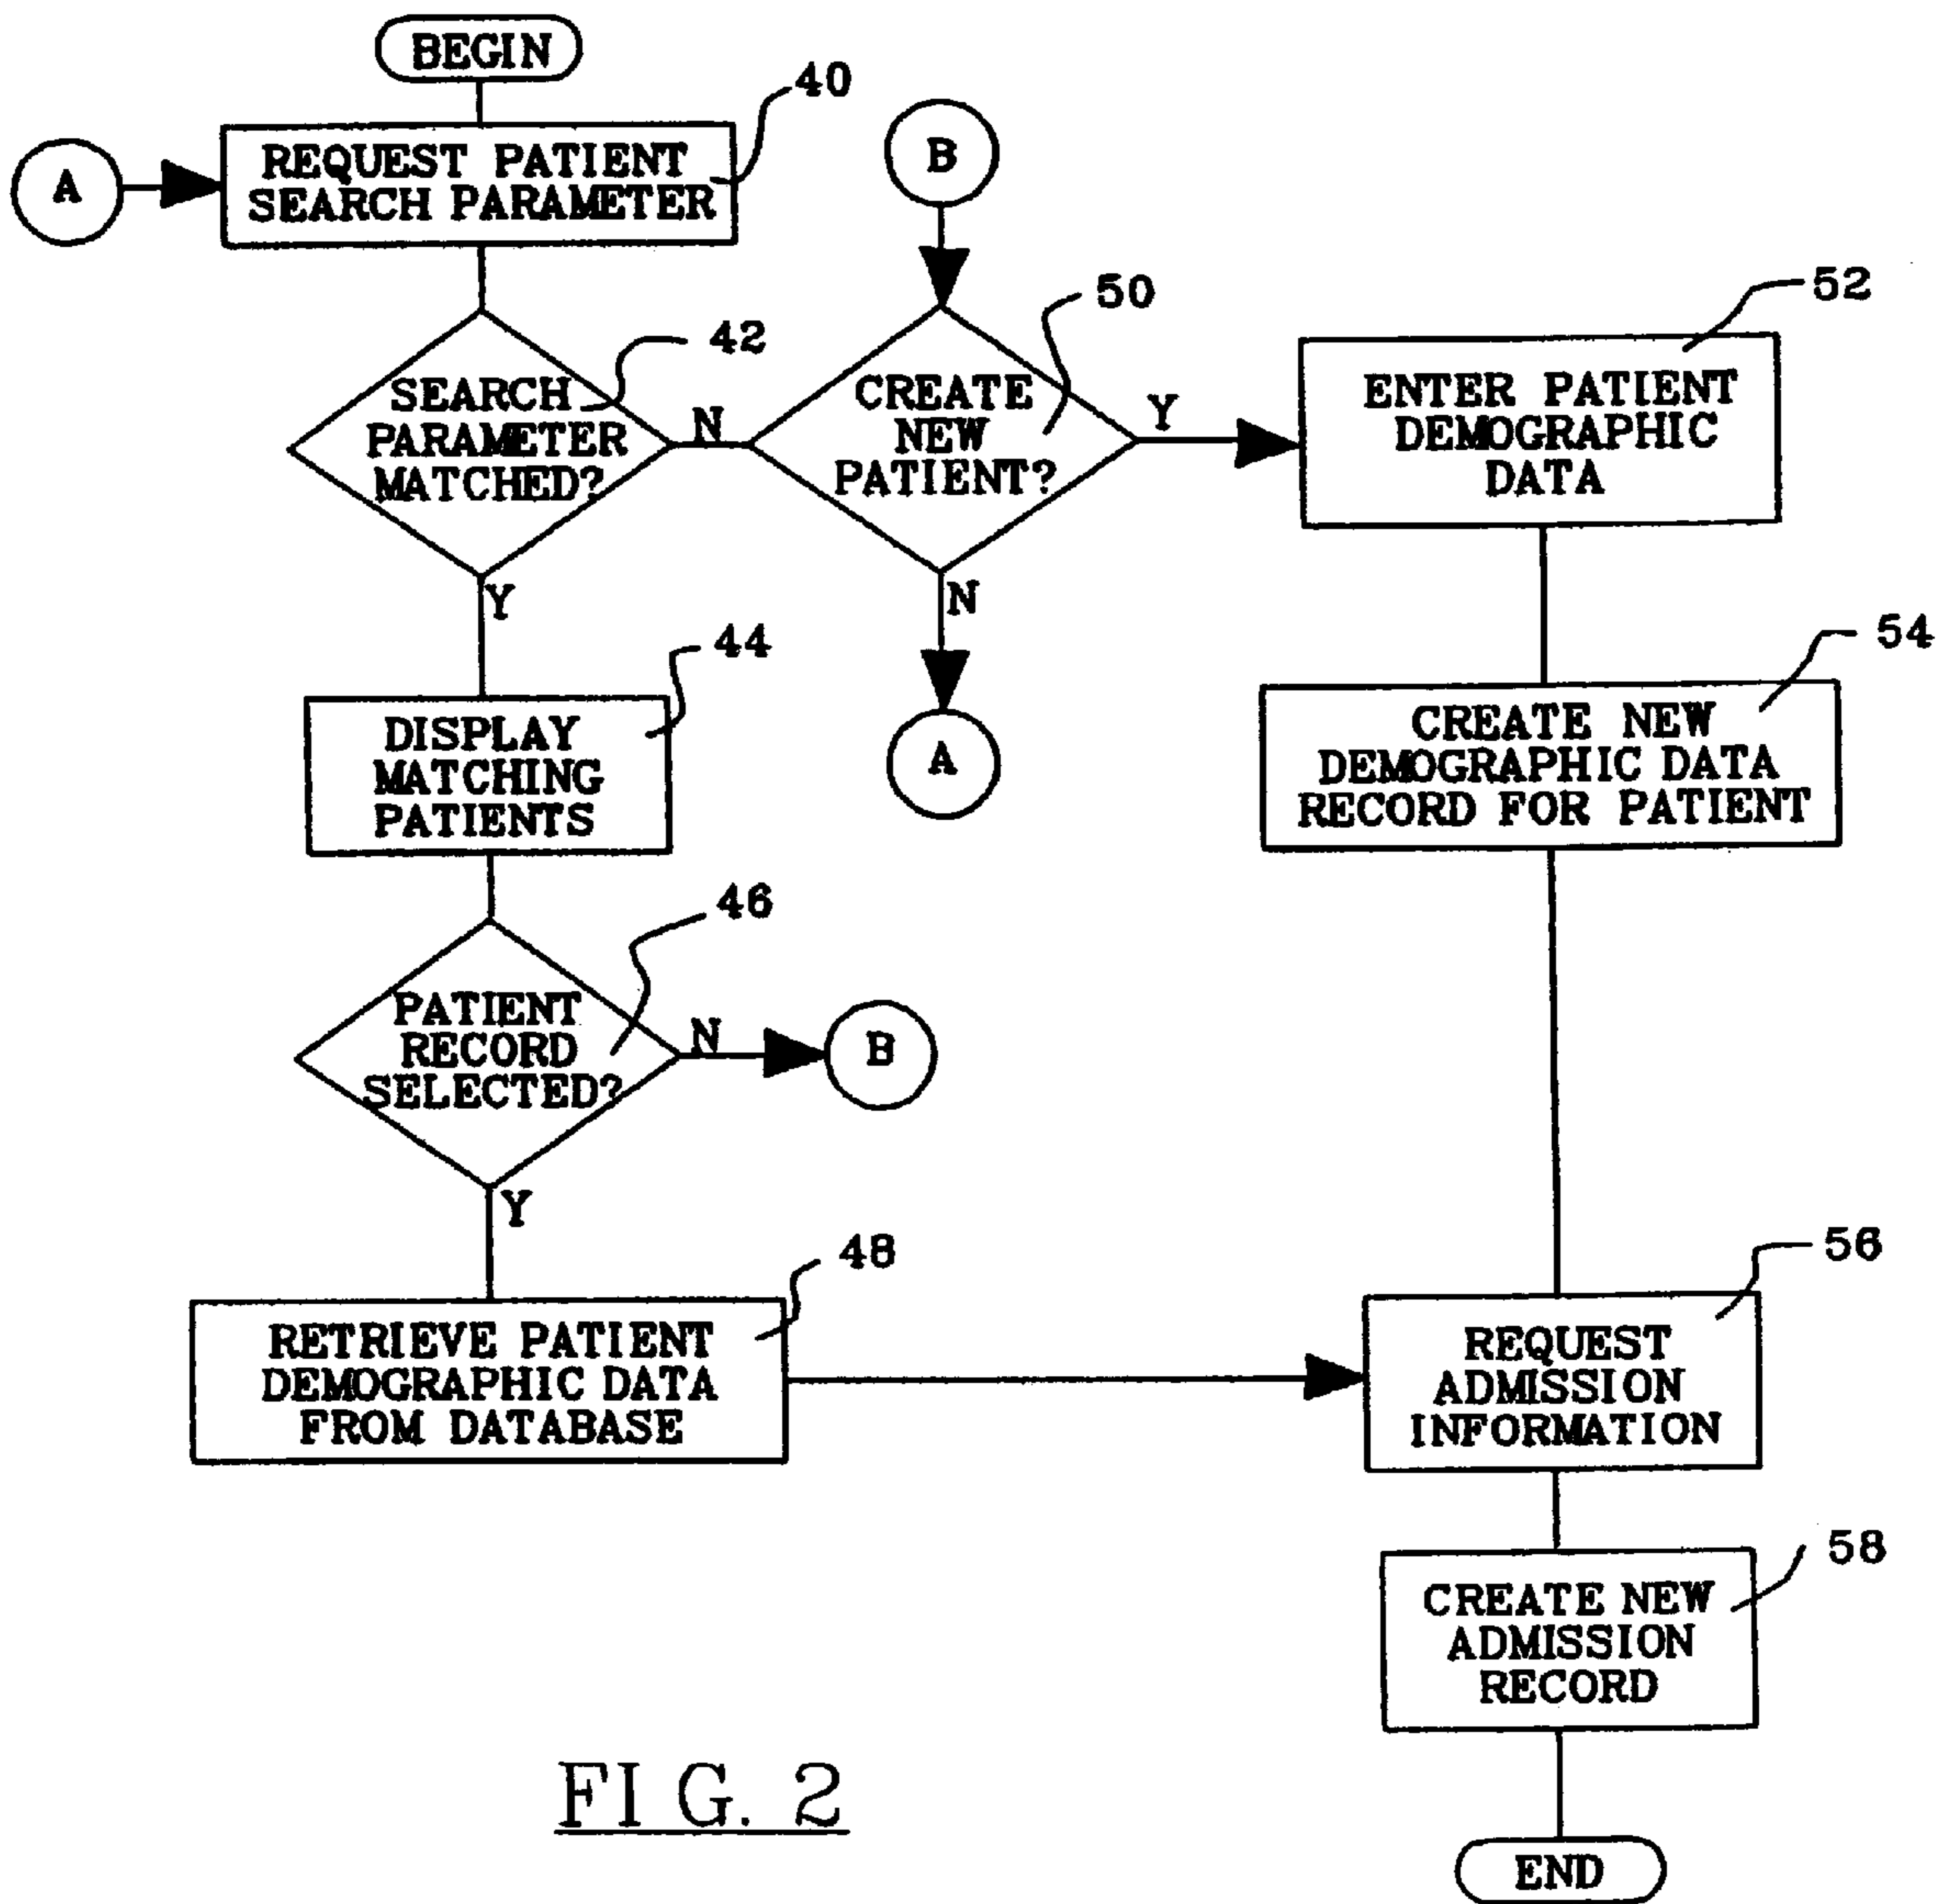 BEGIN
40
A
REQUEST PATIENT
SEARCH PARAMETER
B
42
SEARCH
PARAMETER
MATCHED?
N
Y
50
CREATE
NEW
PATIENT?
Y
N
A
52
ENTER PATIENT
DEMOGRAPHIC
DATA
44
DISPLAY
MATCHING
PATIENTS
54
CREATE NEW
DEMOGRAPHIC DATA
RECORD FOR PATIENT
46
PATIENT
RECORD
SELECTED?
N
B
Y
48
RETRIEVE PATIENT
DEMOGRAPHIC DATA
FROM DATABASE
56
REQUEST
ADMISSION
INFORMATION
58
CREATE NEW
ADMISSION
RECORD
END
FIG. 2